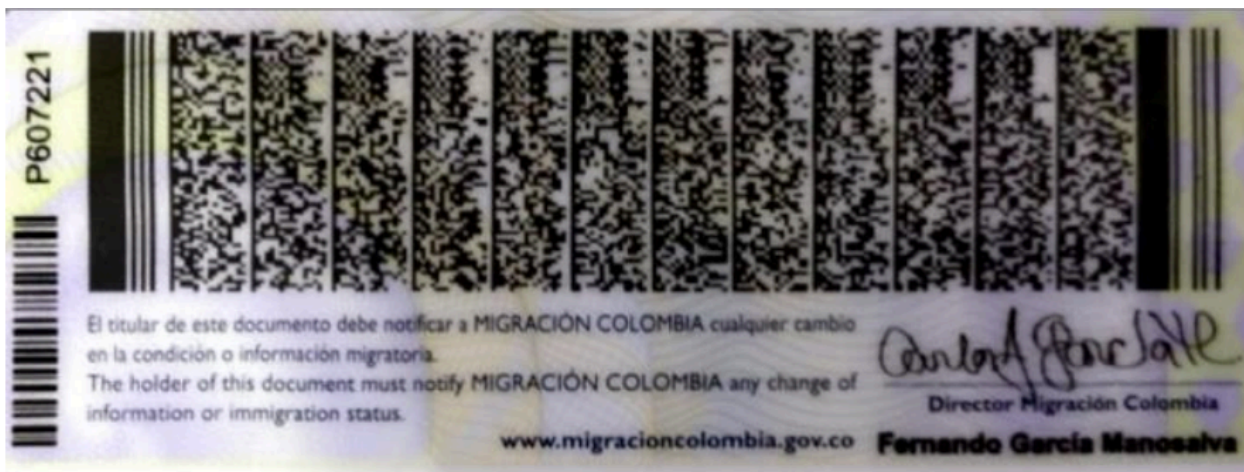 P607221
El titular de este documento debe notificar a MIGRACIÓN COLOMBIA cualquier cambio
en la condición o información migratoria.
The holder of this document must notify MIGRACIÓN COLOMBIA any change of
information or immigration status.
www.migracioncolombia.gov.co
Director Migración Colombia
Fernando García Manosalva